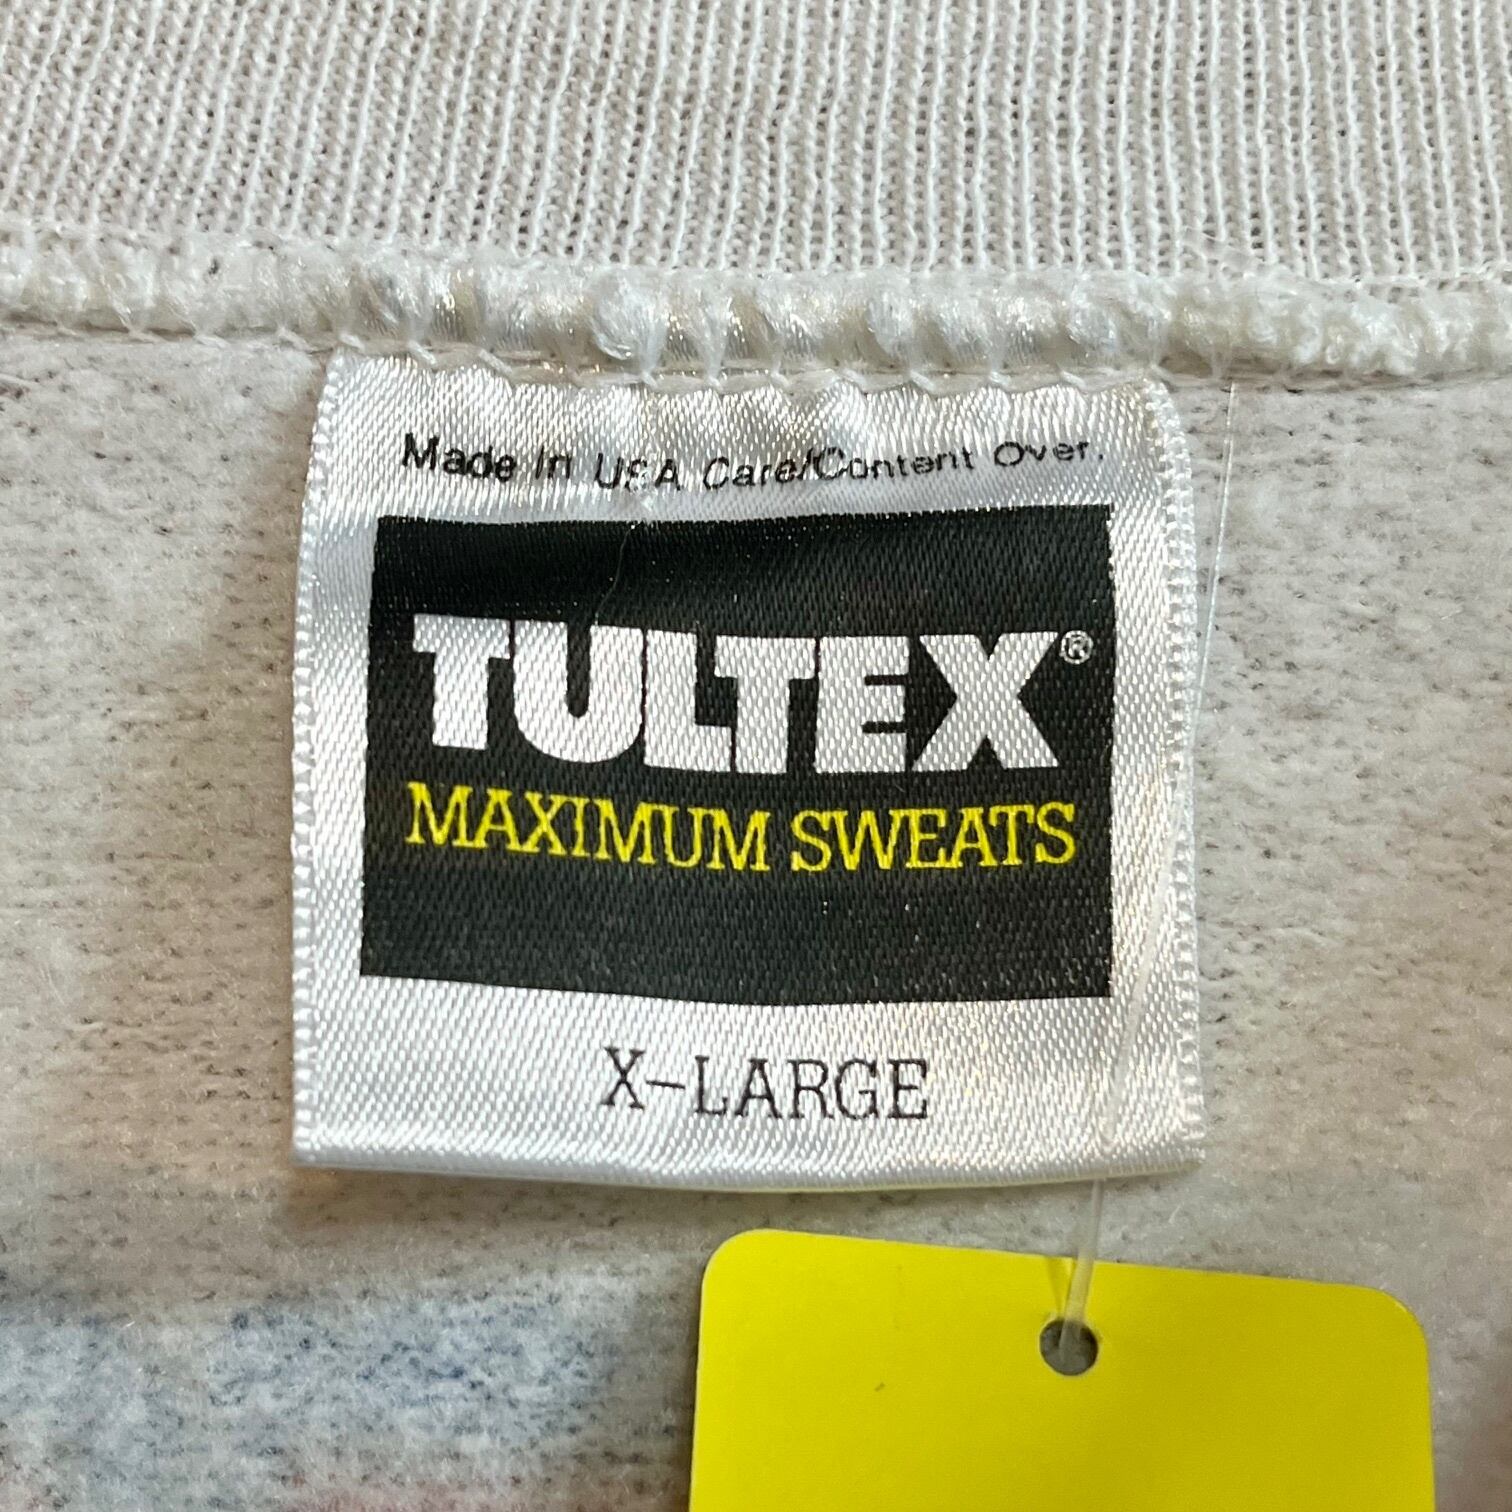 Made In USA Care/Content Over.
TULTEX®
MAXIMUM SWEATS
X-LARGE